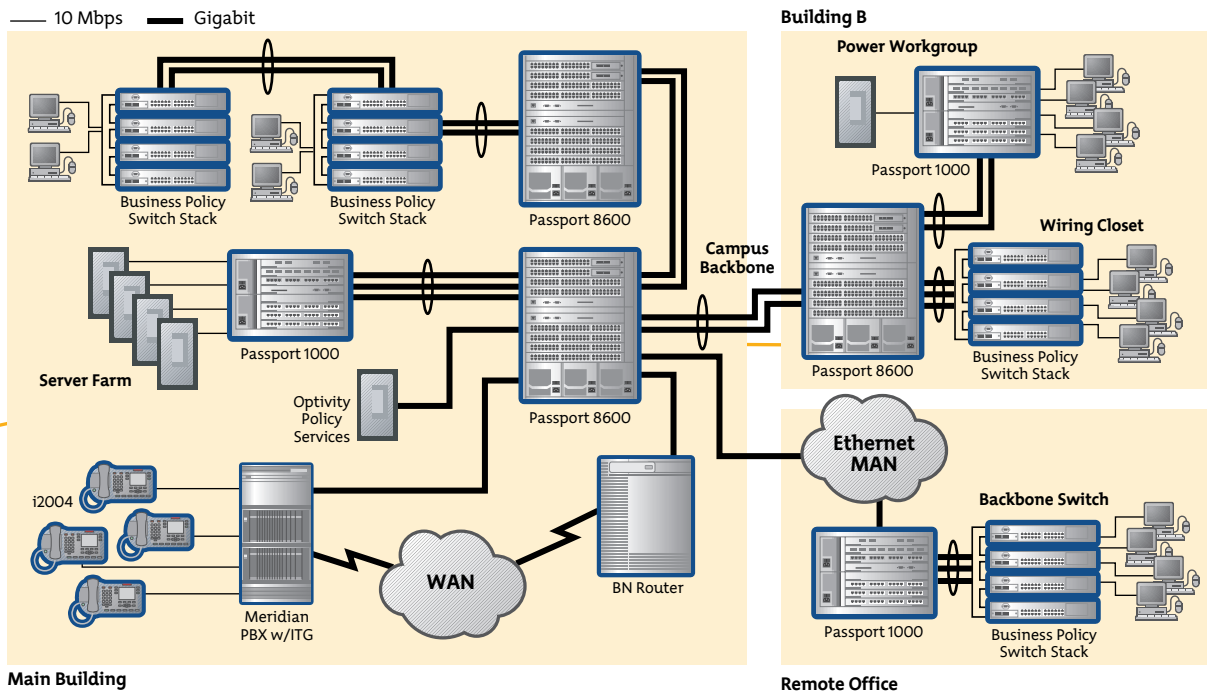 10 Mbps
Gigabit
Building B
Power Workgroup
Passport 1000
Business Policy
Switch Stack
Business Policy
Switch Stack
Passport 8600
Campus
Backbone
Wiring Closet
Passport 1000
Server Farm
Optivity
Policy
Services
Passport 8600
Passport 8600
Business Policy
Switch Stack
Ethernet
MAN
i2004
Meridian
PBX w/ITG
WAN
BN Router
Backbone Switch
Passport 1000
Business Policy
Switch Stack
Main Building
Remote Office